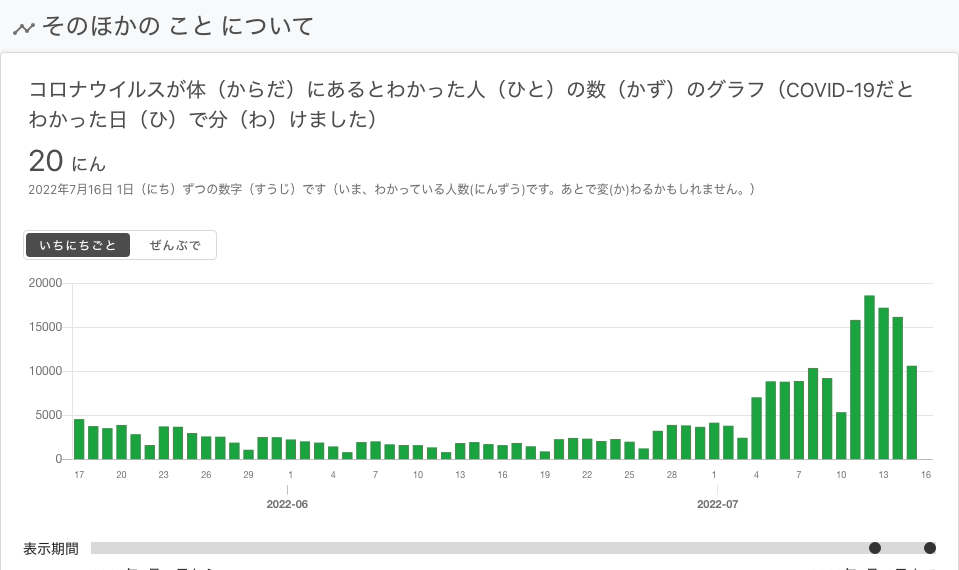 そのほかの こと について
コロナウイルスが体（からだ）にあるとわかった人（ひと）の数（かず）のグラフ（COVID-19だと
わかった日（ひ）で分（わ）けました）
20 にん
2022年7月16日 1日（にち）ずつの数字（すうじ）です（いま、わかっている人数(にんずう)です。あとで変(か)わるかもしれません。）
いちにちごと ぜんぶで
20000
15000
10000
5000
0
17 20 23 26 29 1 4 7 10 13 16 19 22 25 28 1 4 7 10 13 16
2022-06 2022-07
表示期間